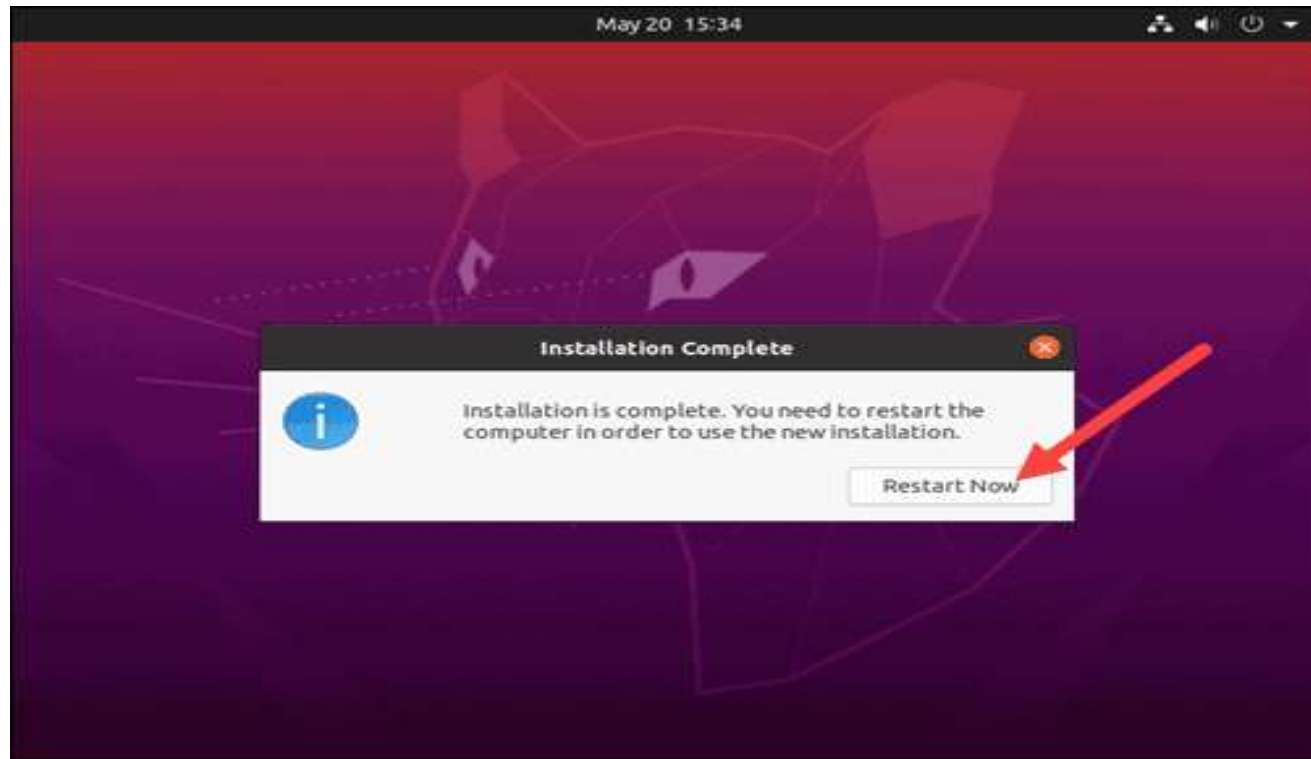 May 20 15:34
Installation Complete
Installation is complete. You need to restart the
computer in order to use the new installation.
Restart Now